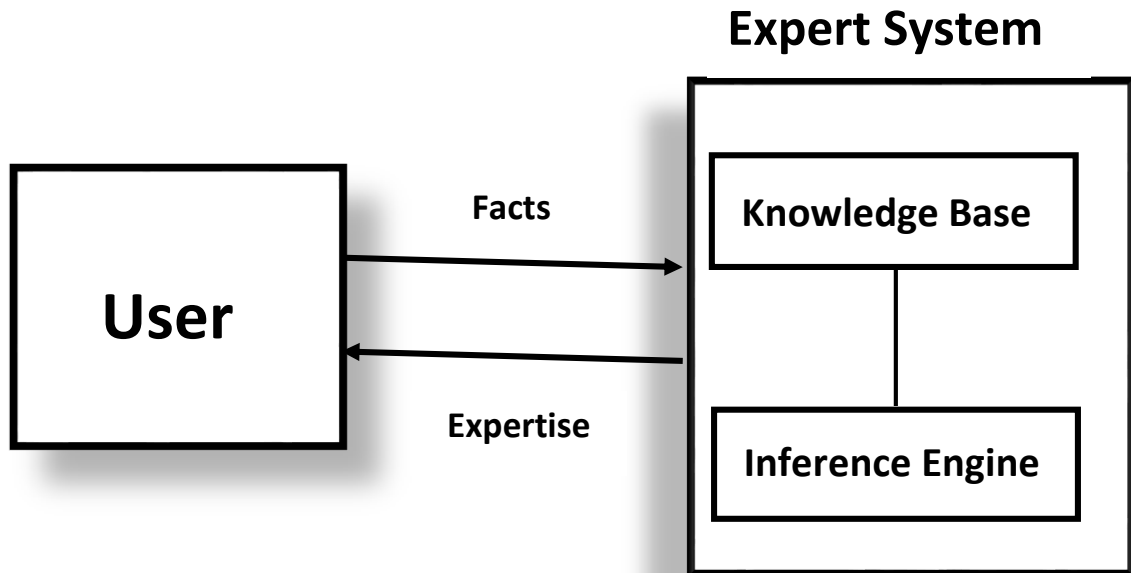 Expert System
Knowledge Base
Facts
User
Expertise
Inference Engine